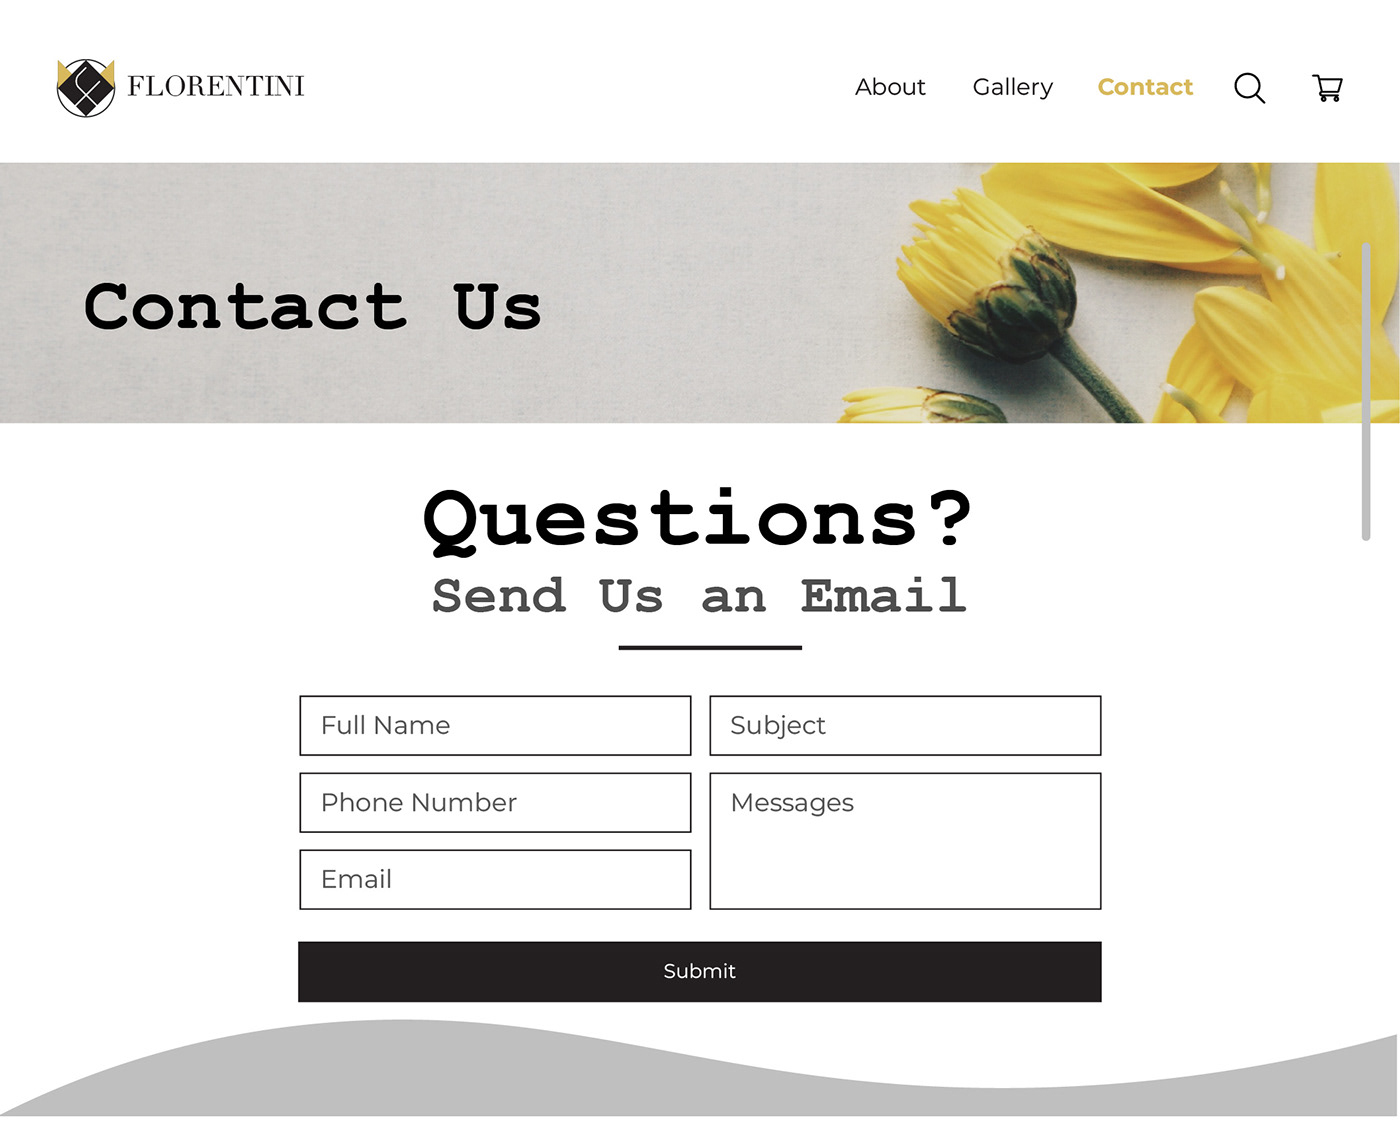 FLORENTINI
About Gallery Contact
Contact Us
Questions?
Send Us an Email
Full Name
Subject
Phone Number
Messages
Email
Submit